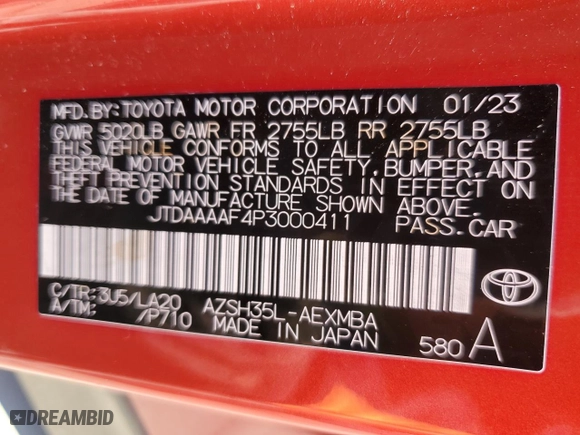 MFD.BY:TOYOTA MOTOR CORPORATION 01/23
GVWR 5020LB GAWR FR 2755LB RR 2755LB
THIS VEHICLE CONFORMS TO ALL APPLICABLE
FEDERAL MOTOR VEHICLE SAFETY, BUMPER, AND
THEFT PREVENTION STANDARDS IN EFFECT ON
THE DATE OF MANUFACTURE SHOWN ABOVE.
JTDAAAAF4P3000411 PASS.CAR
C/TR:3U5/LA20 AZSH35L-AEXMBA
A/TM: /P710 MADE IN JAPAN
580 A
DREAMBID